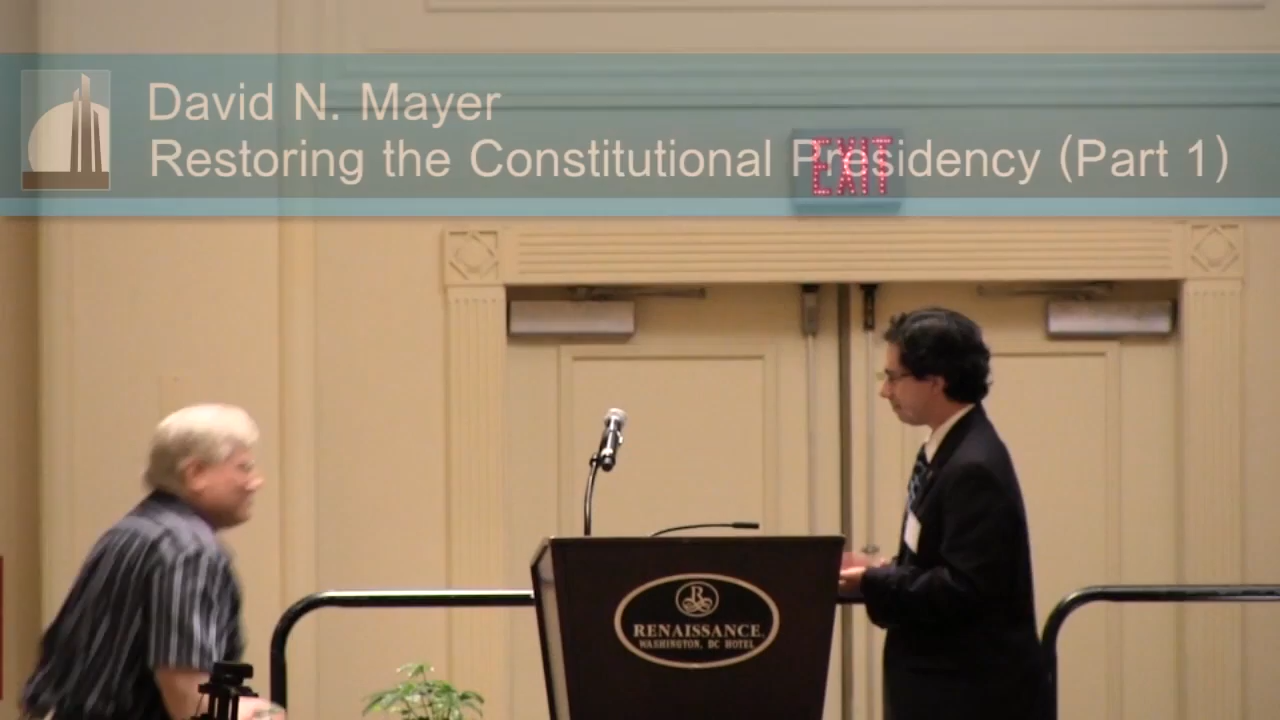 David N. Mayer
Restoring the Constitutional Presidency (Part 1)
EXIT
R
RENAISSANCE
WASHINGTON, DC HOTEL